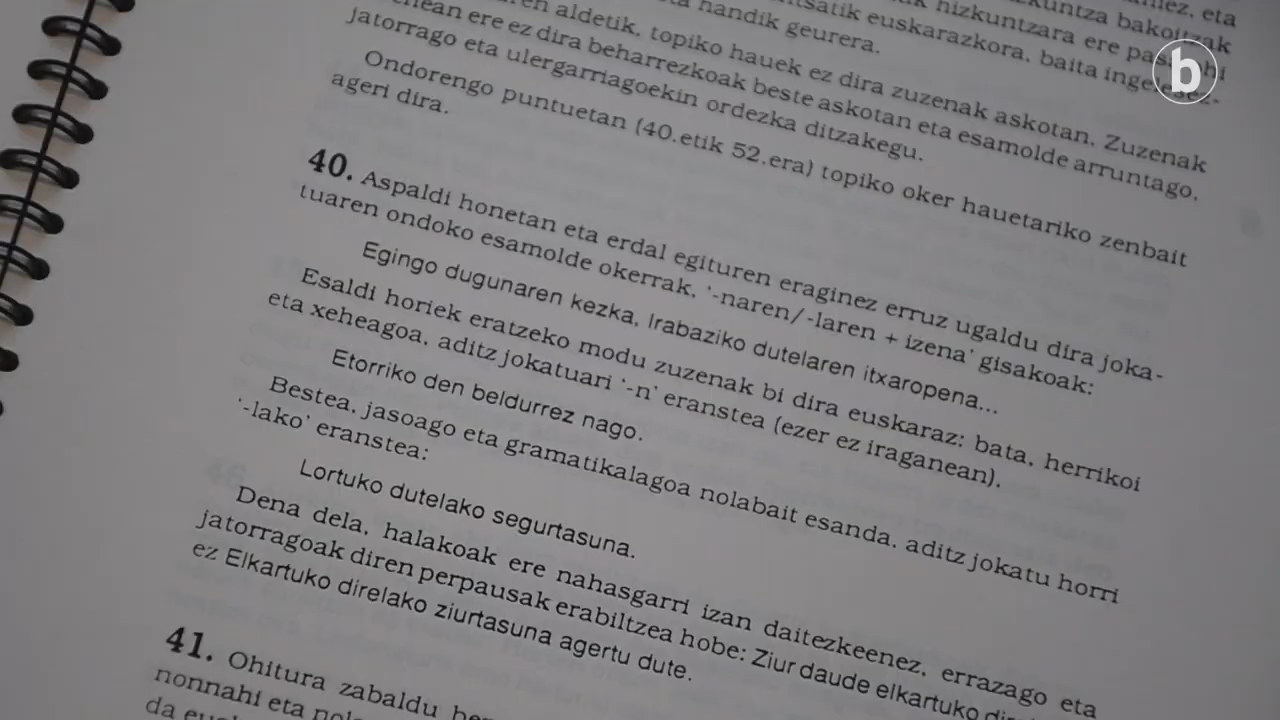 hizkuntza bakoitzak
hizkuntzara ere
euskarazkora, baita
handik geurera.
aldetik, topiko hauek ez dira zuzenak askotan. Zuzenak
ere ez dira beharrezkoak beste askotan eta esamolde arruntago,
jatorrago eta ulergarriagoekin ordezka ditzakegu.
Ondorengo puntuetan (40.etik 52.era) topiko oker hauetariko zenbait
ageri dira.
40. Aspaldi honetan eta erdal egituren eraginez erruz ugaldu dira joka-
tuaren ondoko esamolde okerrak, '-naren/-laren + izena' gisakoak:
Egingo dugunaren kezka, Irabaziko dutelaren itxaropena...
Esaldi horiek eratzeko modu zuzenak bi dira euskaraz: bata, herrikoi
eta xeheagoa, aditz jokatuari '-n' eranstea (ezer ez iraganean).
Etorriko den beldurrez nago.
Bestea, jasoago eta gramatikalagoa nolabait esanda, aditz jokatu horri
'-lako' eranstea:
Lortuko dutelako segurtasuna.
Dena dela, halakoak ere nahasgarri izan daitezkeenez, errazago eta
jatorragoak diren perpausak erabiltzea hobe: Ziur daude elkartuko
ez Elkartuko direlako ziurtasuna agertu dute.
41. Ohitura zabaldu
nonnahi eta
da
b